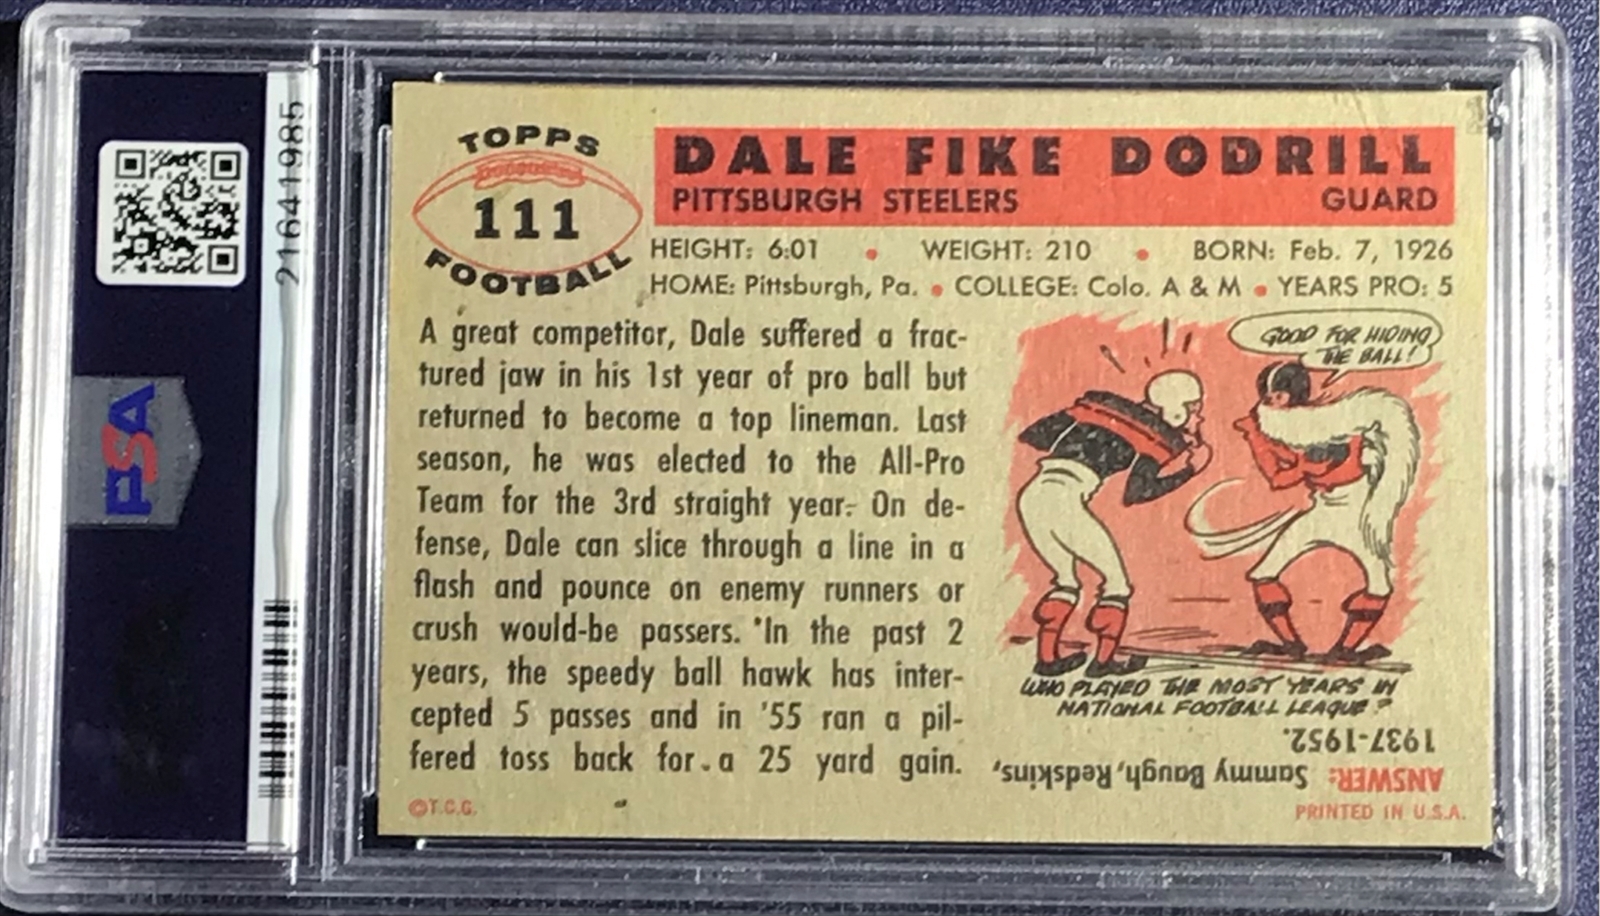 PSA
21641985
TOPPS
111
FOOTBALL
DALE FIKE DODRILL
PITTSBURGH STEELERS GUARD
HEIGHT: 6:01 • WEIGHT: 210 • BORN: Feb. 7, 1926
HOME: Pittsburgh, Pa. • COLLEGE: Colo. A & M • YEARS PRO: 5
A great competitor, Dale suffered a frac-
tured jaw in his 1st year of pro ball but
returned to become a top lineman. Last
season, he was elected to the All-Pro
Team for the 3rd straight year. On de-
fense, Dale can slice through a line in a
flash and pounce on enemy runners or
crush would-be passers. In the past 2
years, the speedy ball hawk has inter-
cepted 5 passes and in '55 ran a pil-
fered toss back for a 25 yard gain.
©T.C.G.
GOOD FOR HIDING
THE BALL!
WHO PLAYED THE MOST YEARS IN
NATIONAL FOOTBALL LEAGUE?
ANSWER: Sammy Baugh, Redskins,
1937-1952.
PRINTED IN U.S.A.